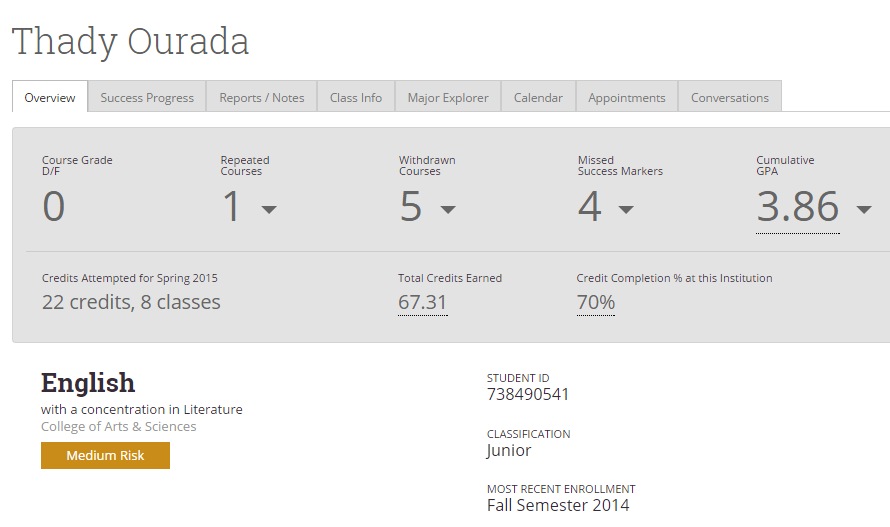 Thady Ourada
Overview Success Progress Reports / Notes Class Info Major Explorer Calendar Appointments Conversations
Course Grade Repeated Withdrawn Missed Cumulative
D/F Courses Courses Success Markers GPA
0 1 5 4 3.86
Credits Attempted for Spring 2015 Total Credits Earned Credit Completion % at this Institution
22 credits, 8 classes 67.31 70%
English
with a concentration in Literature
College of Arts & Sciences
Medium Risk
STUDENT ID
738490541
CLASSIFICATION
Junior
MOST RECENT ENROLLMENT
Fall Semester 2014